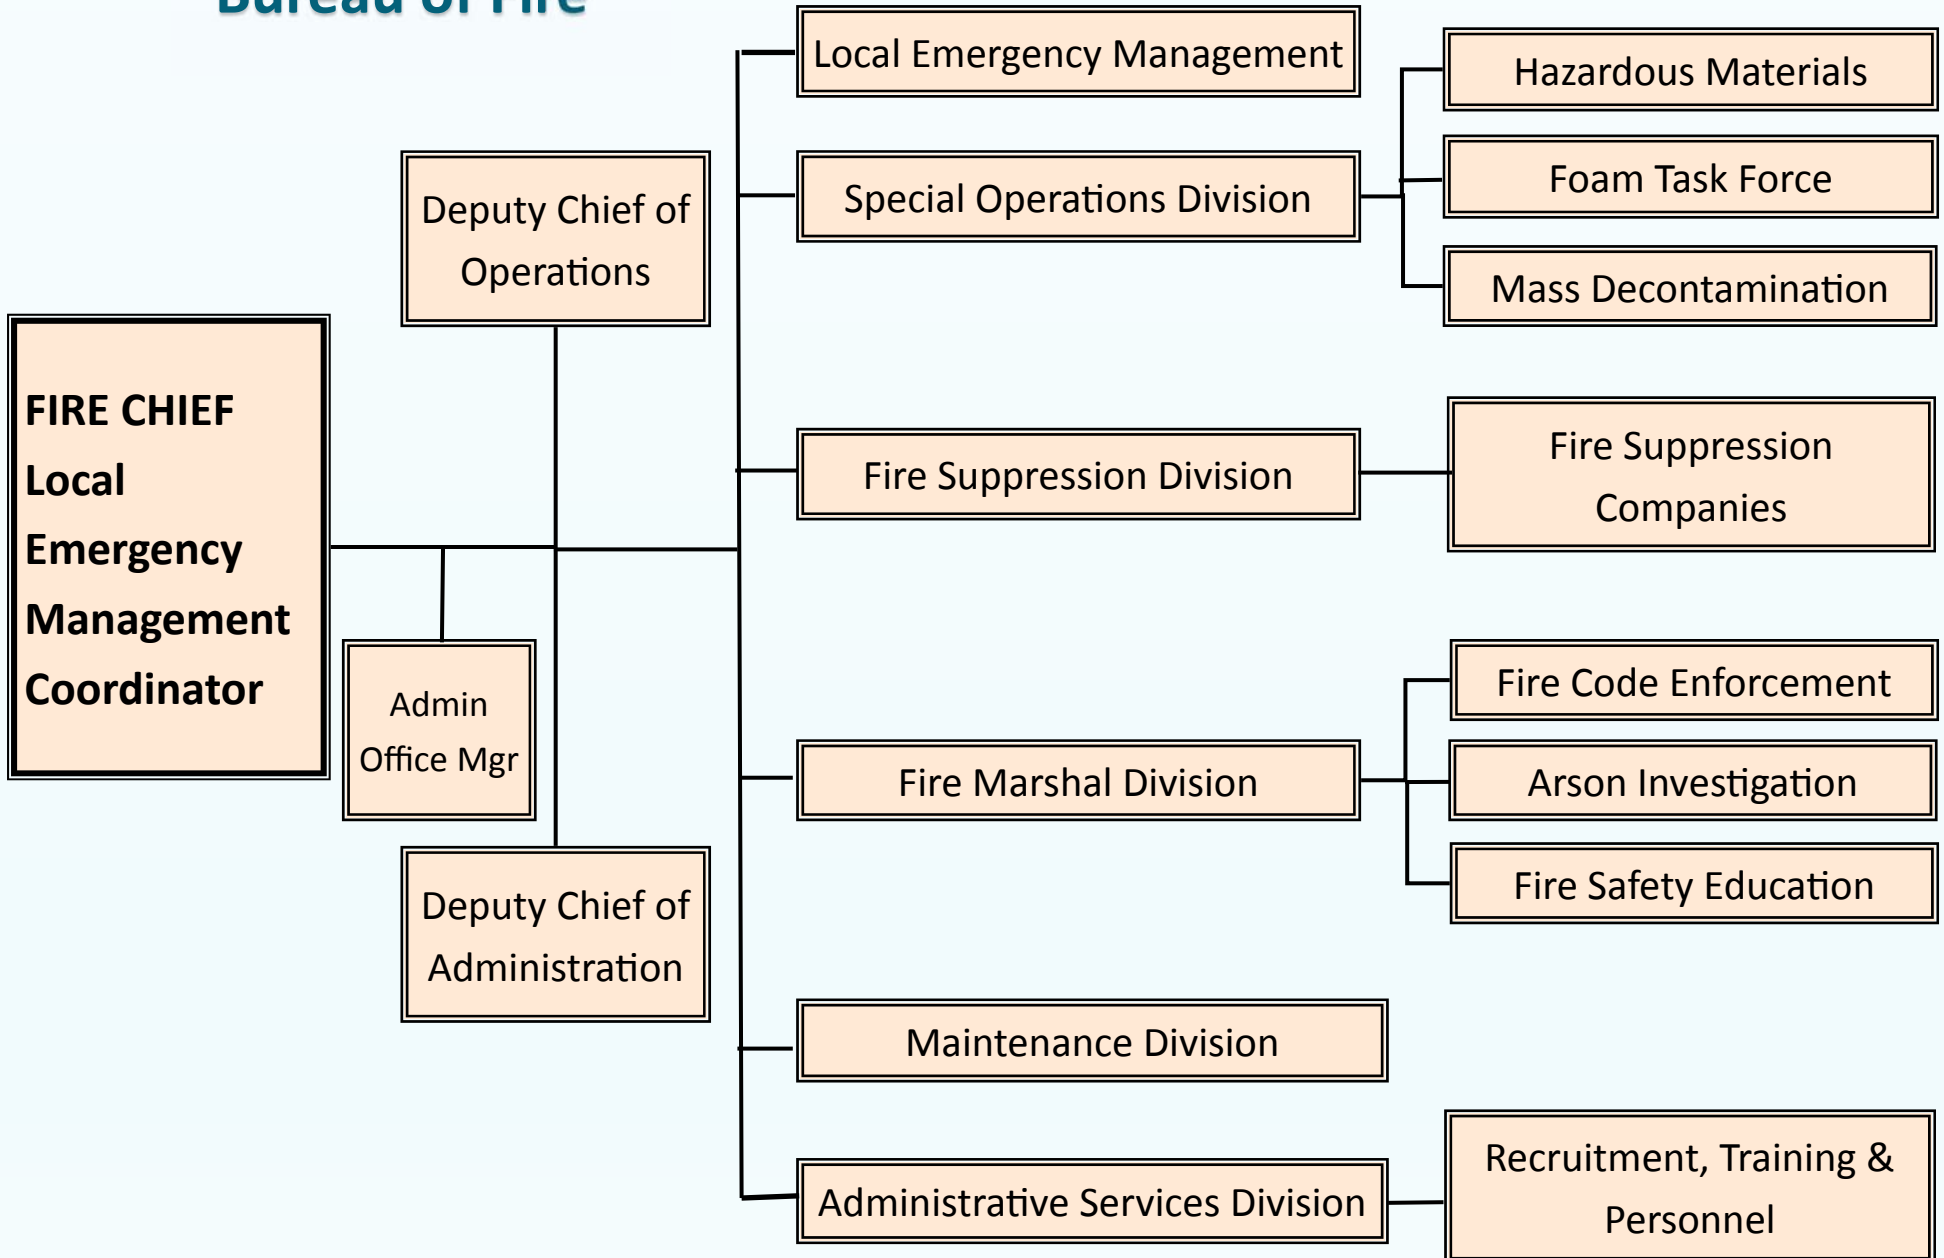 Bureau of Fire
Local Emergency Management
Hazardous Materials
Foam Task Force
Special Operations Division
Mass Decontamination
Deputy Chief of
Operations
FIRE CHIEF
Local
Emergency
Management
Coordinator
Fire Suppression Division
Fire Suppression
Companies
Admin
Office Mgr
Fire Code Enforcement
Fire Marshal Division
Arson Investigation
Fire Safety Education
Deputy Chief of
Administration
Maintenance Division
Administrative Services Division
Recruitment, Training &
Personnel